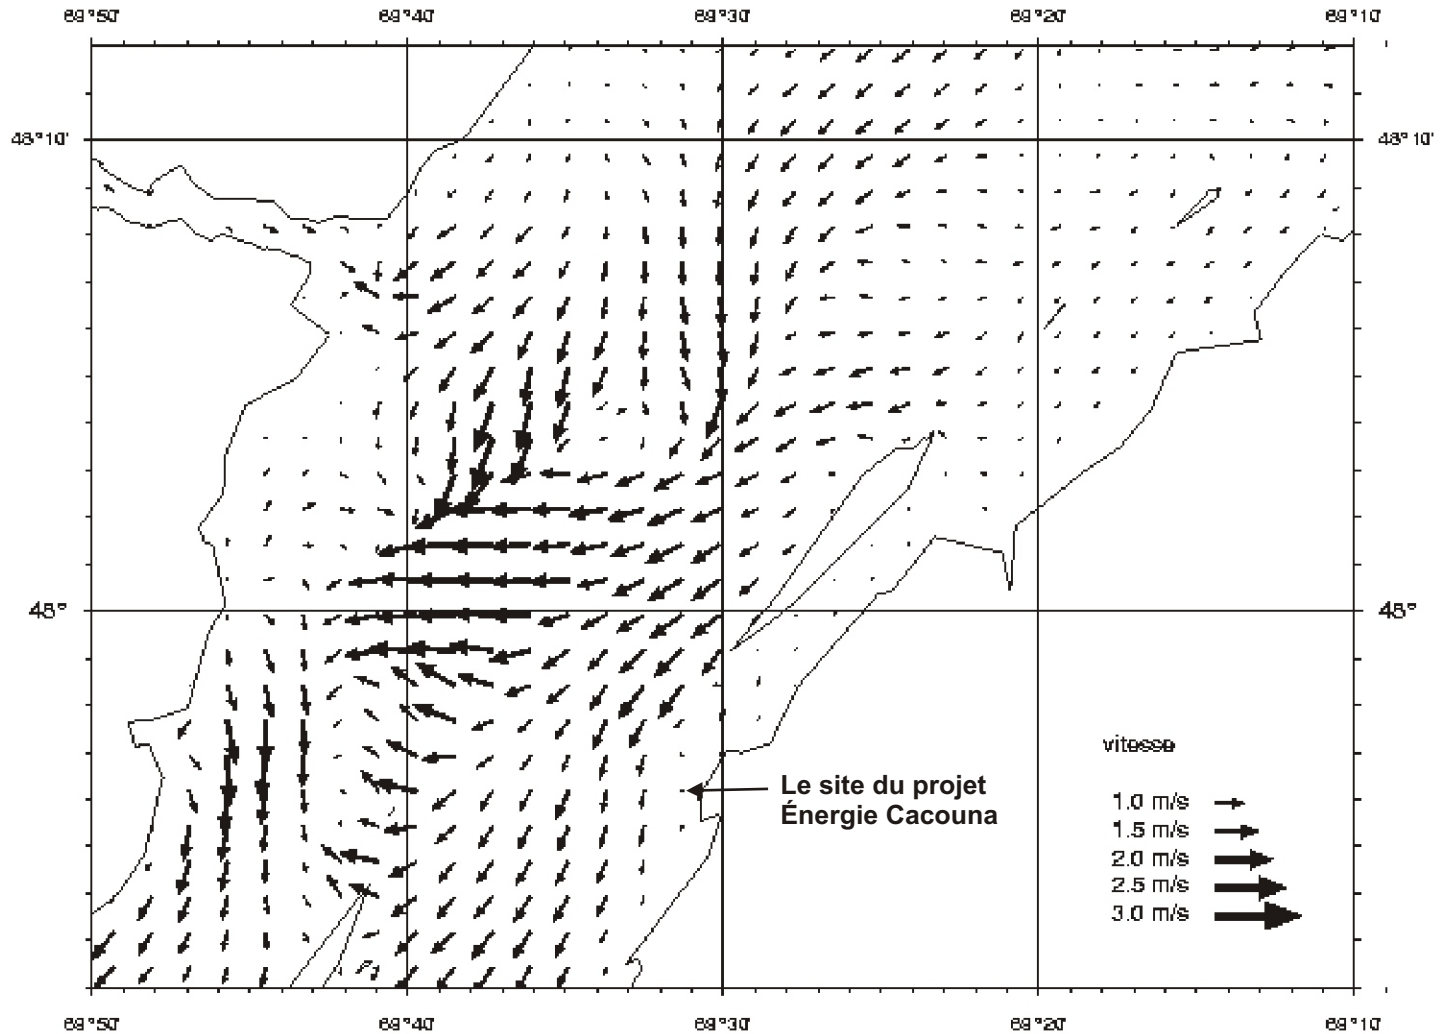 69°50' 69°40' 69°30' 69°20' 69°10'
48°10' 48°10'
48° 48°
vitesse
Le site du projet
Énergie Cacouna
1.0 m/s
1.5 m/s
2.0 m/s
2.5 m/s
3.0 m/s
69°50' 69°40' 69°30' 69°20' 69°10'